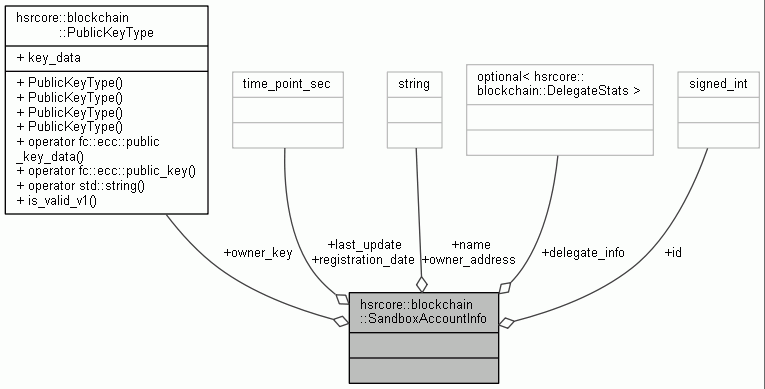 hsrcore::blockchain
::PublicKeyType
+ key_data
+ PublicKeyType()
+ PublicKeyType()
+ PublicKeyType()
+ PublicKeyType()
+ operator fc::ecc::public
_key_data()
+ operator fc::ecc::public_key()
+ operator std::string()
+ is_valid_v1()
time_point_sec
string
optional< hsrcore::
blockchain::DelegateStats >
signed_int
+owner_key
+last_update
+registration_date
+name
+owner_address
+delegate_info
+id
hsrcore::blockchain
::SandboxAccountInfo